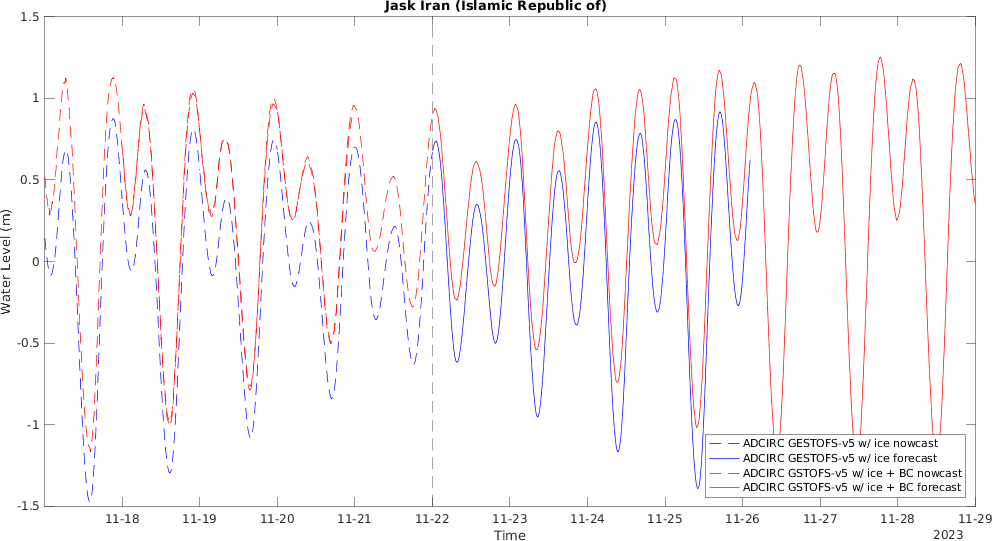 Jask Iran (Islamic Republic of)
1.5
1
0.5
0
-0.5
-1
-1.5
Water Level (m)
ADCIRC GESTOFS-v5 w/ ice nowcast
ADCIRC GESTOFS-v5 w/ ice forecast
ADCIRC GSTOFS-v5 w/ ice + BC nowcast
ADCIRC GSTOFS-v5 w/ ice + BC forecast
11-18 11-19 11-20 11-21 11-22 11-23 11-24 11-25 11-26 11-27 11-28 11-29
Time
2023